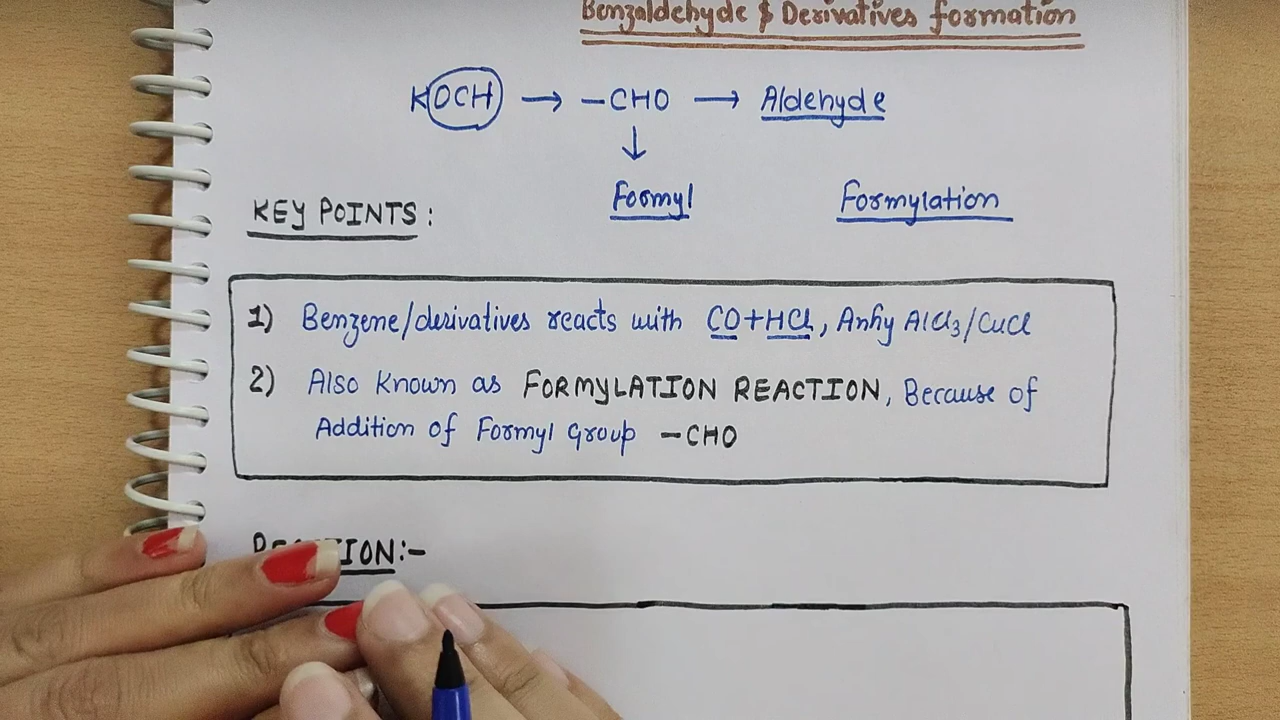 Benzaldehyde & Derivatives formation
KOCH → –CHO → Aldehyde
↓
Formyl Formylation
KEY POINTS:
1) Benzene/derivatives reacts with CO+HCl, Anhy AlCl₃/CuCl
2) Also Known as FORMYLATION REACTION, Because of
Addition of Formyl Group –CHO